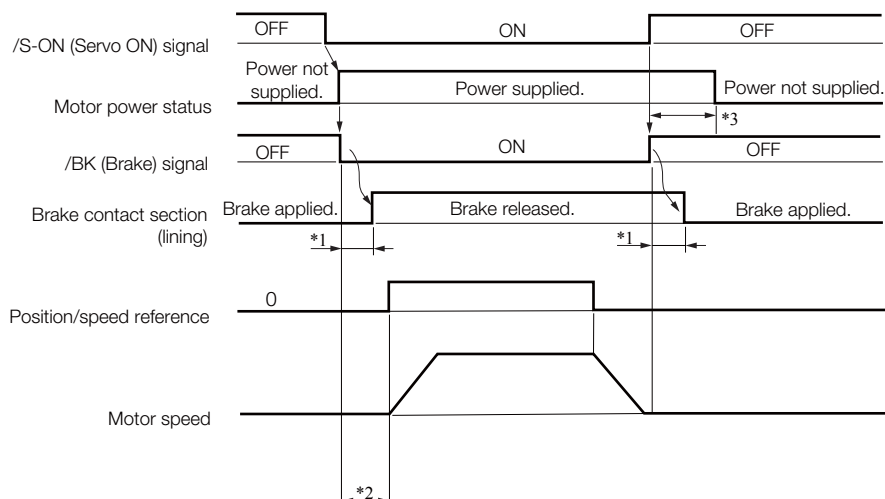 /S-ON (Servo ON) signal
OFF
ON
OFF
Motor power status
Power not
supplied.
Power supplied.
Power not supplied.
*3
/BK (Brake) signal
OFF
ON
OFF
Brake contact section
(lining)
Brake applied.
Brake released.
Brake applied.
*1
*1
Position/speed reference
0
Motor speed
*2